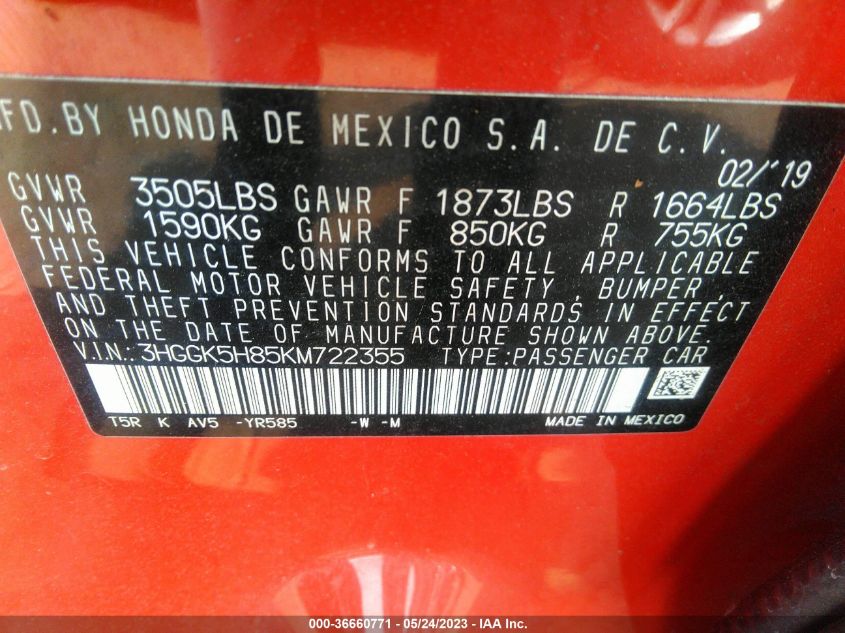 MFD.BY HONDA DE MEXICO S.A. DE C.V.
02/'19
GVWR 3505LBS GAWR F 1873LBS R 1664LBS
GVWR 1590KG GAWR F 850KG R 755KG
THIS VEHICLE CONFORMS TO ALL APPLICABLE
FEDERAL MOTOR VEHICLE SAFETY, BUMPER,
AND THEFT PREVENTION STANDARDS IN EFFECT
ON THE DATE OF MANUFACTURE SHOWN ABOVE.
V.I.N.:3HGGK5H85KM722355 TYPE:PASSENGER CAR
T5R K AV5 -YR585 -W -M MADE IN MEXICO
000-36660771 - 05/24/2023 - IAA Inc.